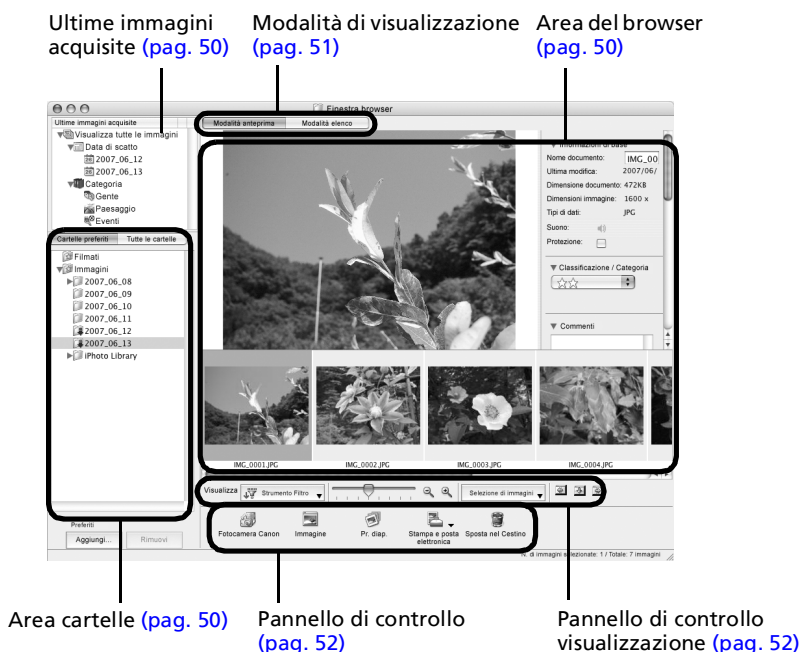 Ultime immagini
acquisite (pag. 50)
Modalità di visualizzazione
(pag. 51)
Area del browser
(pag. 50)
Finestra browser
Ultime immagini acquisite
Visualizza tutte le immagini
Data di scatto
2007_06_12
2007_06_13
Categoria
Gente
Paesaggio
Eventi
Modalità anteprima
Modalità elenco
Informazioni di base
Nome documento: IMG_00
Ultima modifica: 2007/06/
Dimensione documento: 472KB
Dimensioni immagine: 1600 x
Tipi di dati: JPG
Suono:
Protezione:
Classificazione / Categoria
Commenti
Cartelle preferiti
Tutte le cartelle
Filmati
Immagini
2007_06_08
2007_06_09
2007_06_10
2007_06_11
2007_06_12
2007_06_13
iPhoto Library
IMG_0001.JPG
IMG_0002.JPG
IMG_0003.JPG
IMG_0004.JPG
Visualizza
Strumento Filtro
Selezione di immagini
Preferiti
Aggiungi...
Rimuovi
Fotocamera Canon
Immagine
Pr. diap.
Stampa e posta
elettronica
Sposta nel Cestino
N. di immagini selezionate: 1 / Totale: 7 immagini
Area cartelle (pag. 50)
Pannello di controllo
(pag. 52)
Pannello di controllo
visualizzazione (pag. 52)